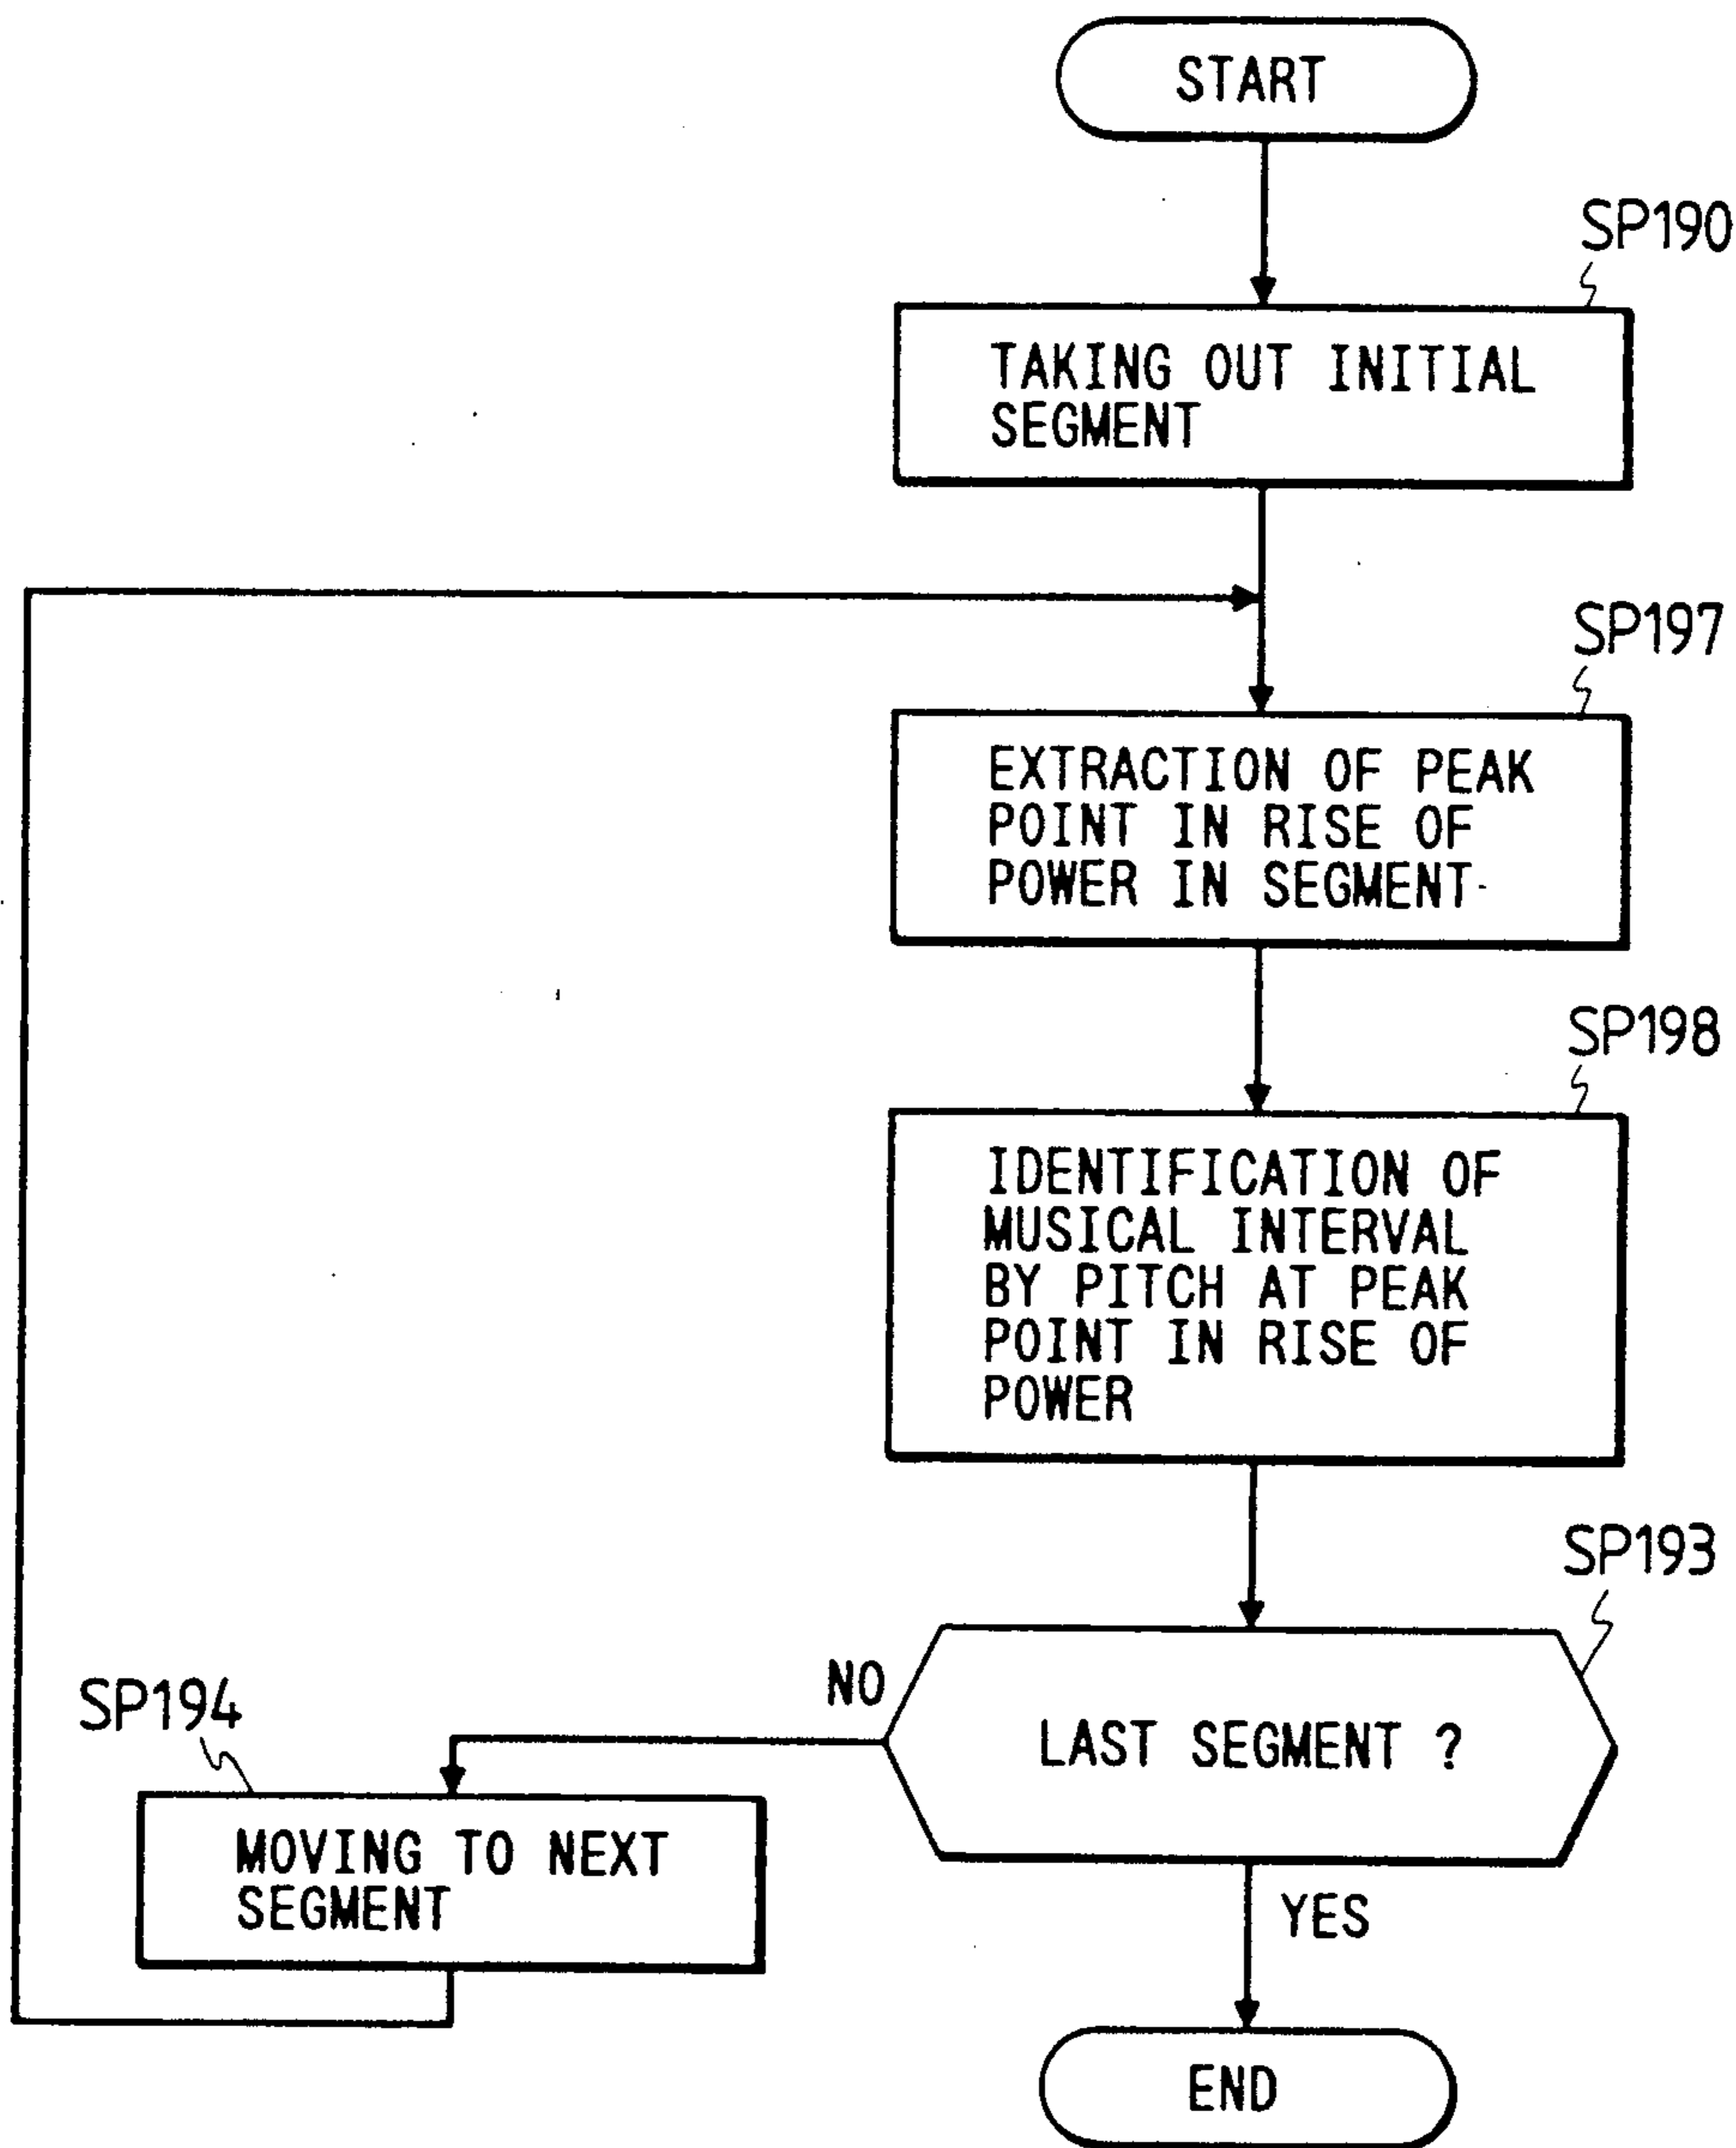 START
SP190
TAKING OUT INITIAL
SEGMENT
SP197
EXTRACTION OF PEAK
POINT IN RISE OF
POWER IN SEGMENT
SP198
IDENTIFICATION OF
MUSICAL INTERVAL
BY PITCH AT PEAK
POINT IN RISE OF
POWER
SP193
NO
LAST SEGMENT ?
SP194
MOVING TO NEXT
SEGMENT
YES
END